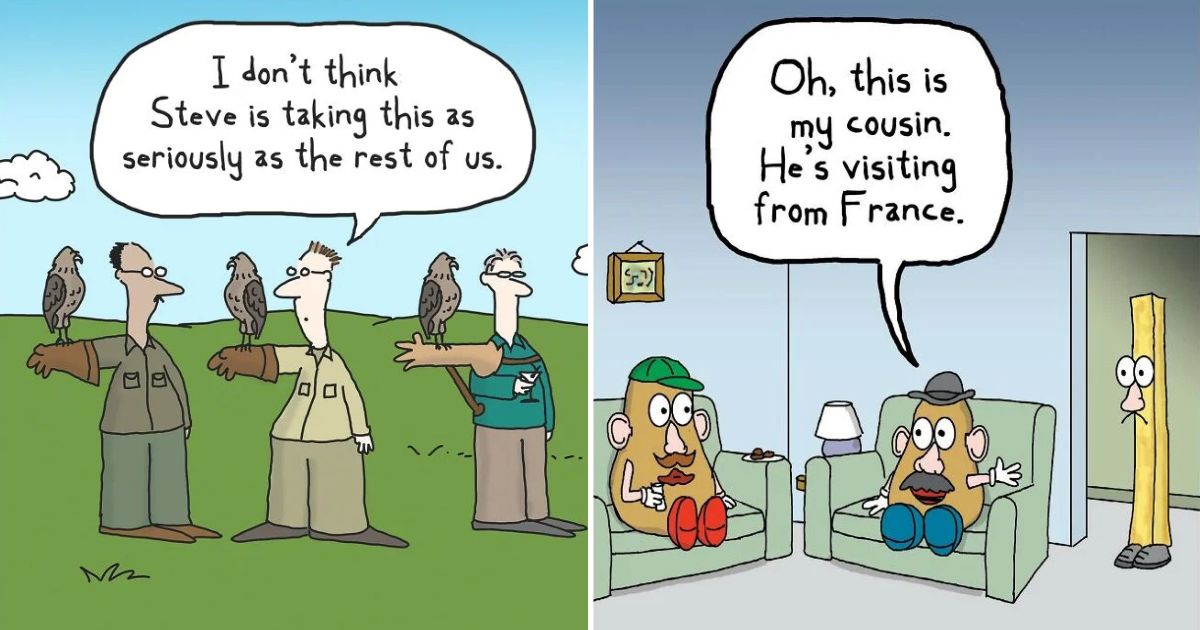 I don't think
Steve is taking this as
seriously as the rest of us.
Oh, this is
my cousin.
He's visiting
from France.